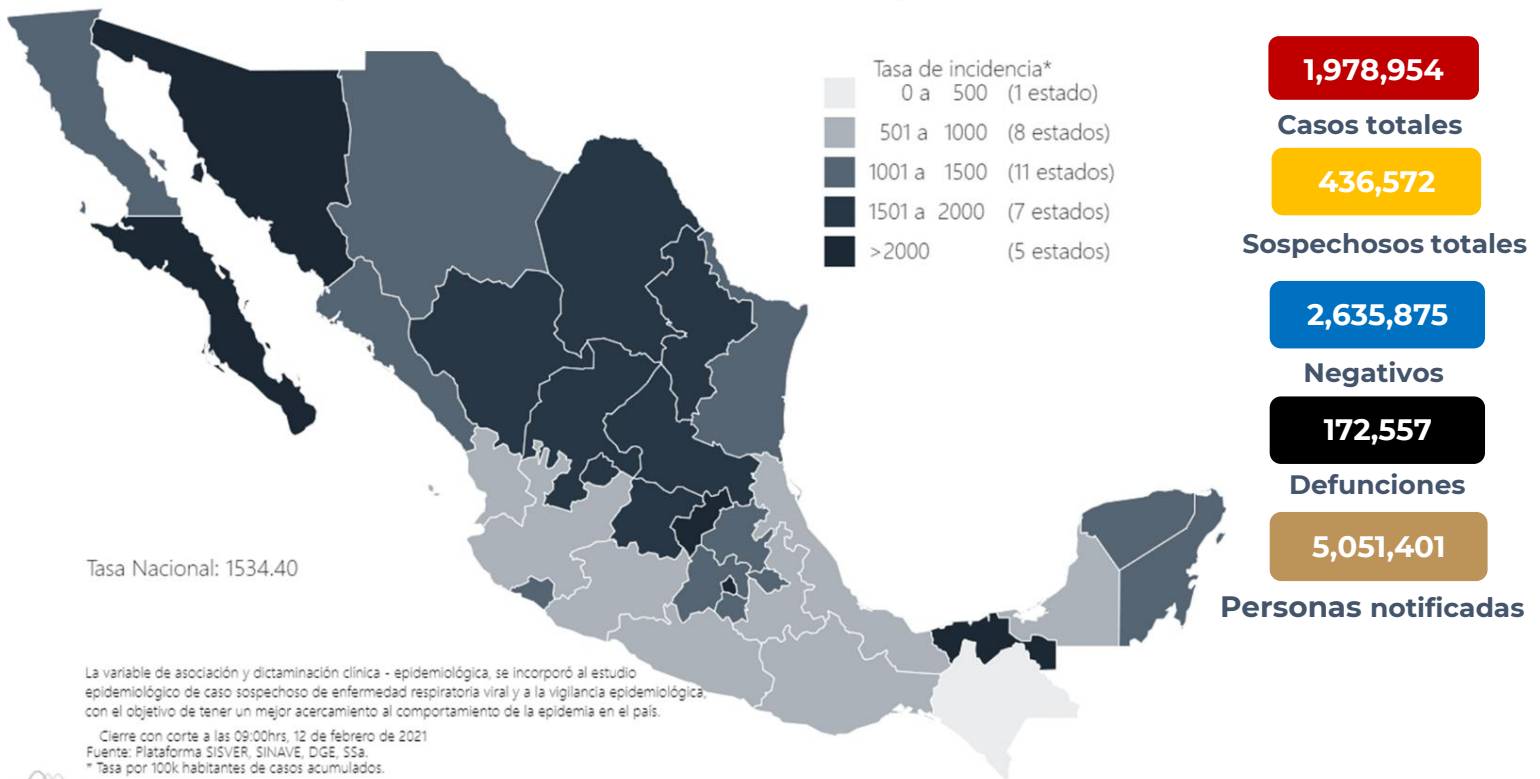 Tasa de incidencia*
0 a 500 (1 estado)
501 a 1000 (8 estados)
1001 a 1500 (11 estados)
1501 a 2000 (7 estados)
>2000 (5 estados)
1,978,954
Casos totales
436,572
Sospechosos totales
2,635,875
Negativos
172,557
Defunciones
5,051,401
Personas notificadas
Tasa Nacional: 1534.40
La variable de asociación y dictaminación clínica - epidemiológica, se incorporó al estudio
epidemiológico de caso sospechoso de enfermedad respiratoria viral y a la vigilancia epidemiológica,
con el objetivo de tener un mejor acercamiento al comportamiento de la epidemia en el país.
Cierre con corte a las 09:00hrs, 12 de febrero de 2021
Fuente: Plataforma SISVER, SINAVE, DGE, SSa.
* Tasa por 100k habitantes de casos acumulados.